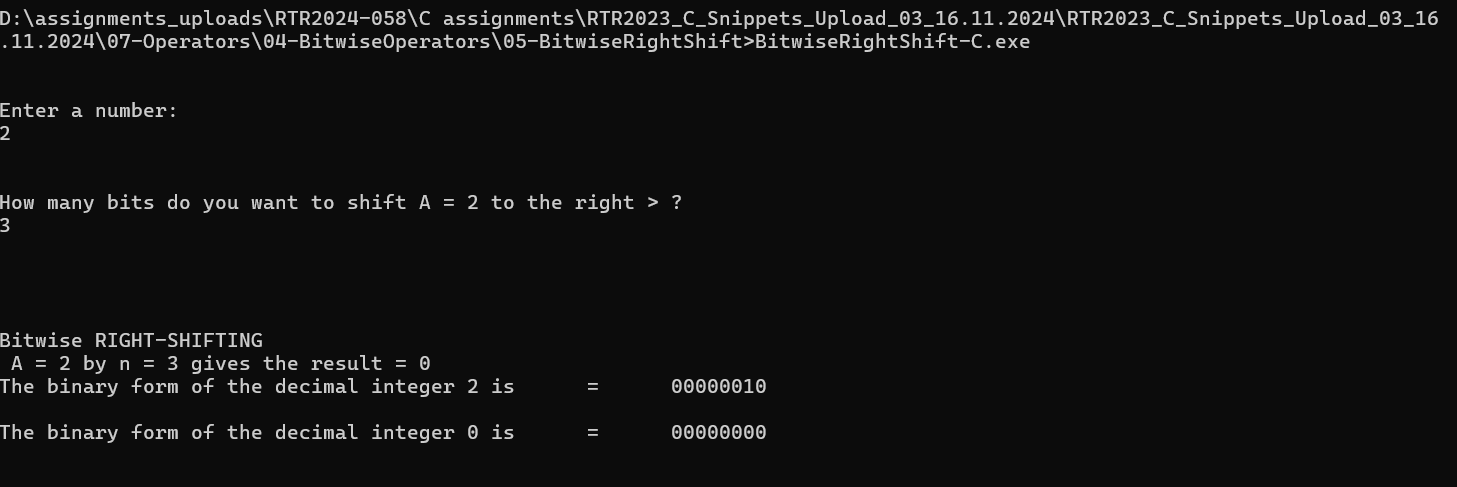 D:\assignments_uploads\RTR2024-058\C assignments\RTR2023_C_Snippets_Upload_03_16.11.2024\RTR2023_C_Snippets_Upload_03_16
.11.2024\07-Operators\04-BitwiseOperators\05-BitwiseRightShift>BitwiseRightShift-C.exe
Enter a number:
2
How many bits do you want to shift A = 2 to the right > ?
3
Bitwise RIGHT-SHIFTING
 A = 2 by n = 3 gives the result = 0
The binary form of the decimal integer 2 is      =      00000010
The binary form of the decimal integer 0 is      =      00000000